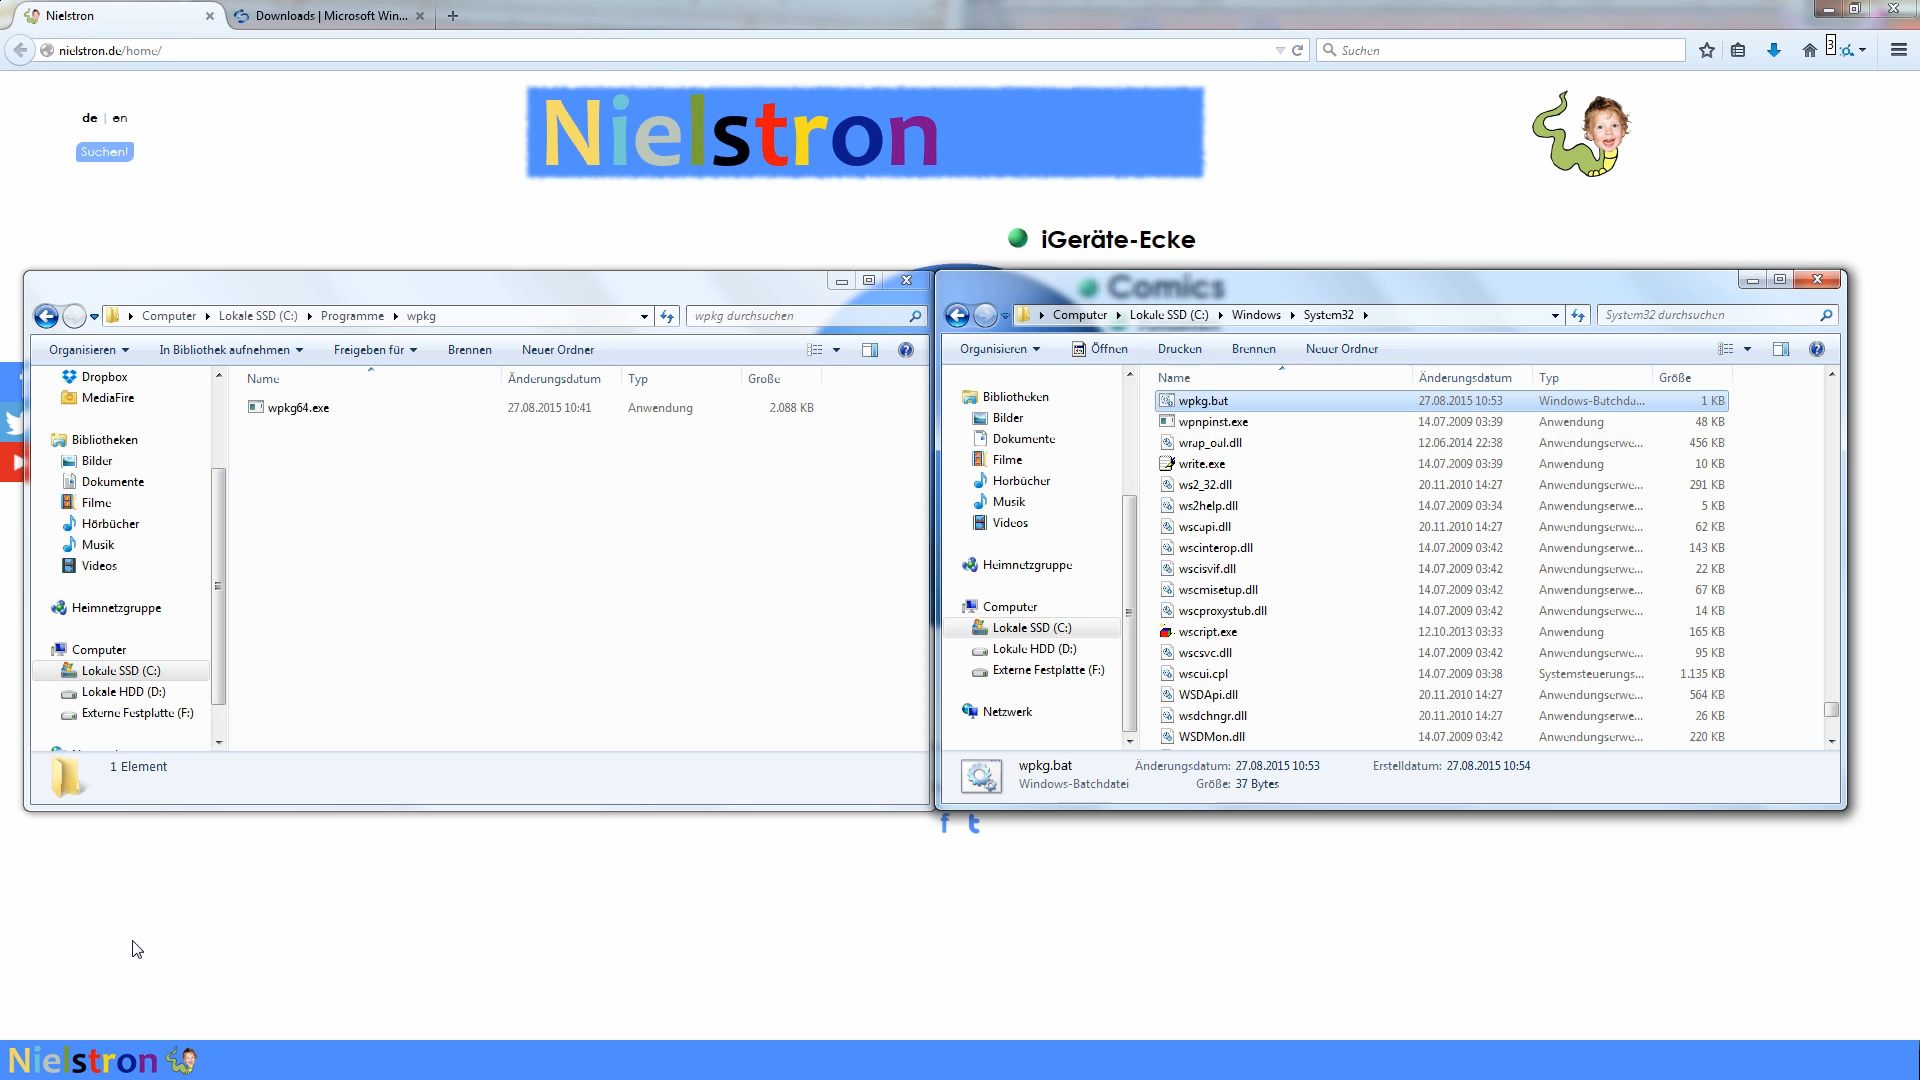 Nielstron
Downloads | Microsoft Win...
nielstron.de/home/
Suchen
3
de | en
Suchen!
Nielstron
iGeräte-Ecke
Comics
Computer
Lokale SSD (C:)
Programme
wpkg
wpkg durchsuchen
Organisieren
In Bibliothek aufnehmen
Freigeben für
Brennen
Neuer Ordner
Dropbox
MediaFire
Bibliotheken
Bilder
Dokumente
Filme
Hörbücher
Musik
Videos
Heimnetzgruppe
Computer
Lokale SSD (C:)
Lokale HDD (D:)
Externe Festplatte (F:)
Name Änderungsdatum Typ Größe
wpkg64.exe 27.08.2015 10:41 Anwendung 2.088 KB
1 Element
Computer
Lokale SSD (C:)
Windows
System32
System32 durchsuchen
Organisieren
Öffnen
Drucken
Brennen
Neuer Ordner
Bibliotheken
Bilder
Dokumente
Filme
Hörbücher
Musik
Videos
Heimnetzgruppe
Computer
Lokale SSD (C:)
Lokale HDD (D:)
Externe Festplatte (F:)
Netzwerk
Name Änderungsdatum Typ Größe
wpkg.bat 27.08.2015 10:53 Windows-Batchda... 1 KB
wpnpinst.exe 14.07.2009 03:39 Anwendung 48 KB
wrap_oal.dll 12.06.2014 22:38 Anwendungserwe... 456 KB
write.exe 14.07.2009 03:39 Anwendung 10 KB
ws2_32.dll 20.11.2010 14:27 Anwendungserwe... 291 KB
ws2help.dll 14.07.2009 03:34 Anwendungserwe... 5 KB
wscapi.dll 20.11.2010 14:27 Anwendungserwe... 62 KB
wscinterop.dll 14.07.2009 03:42 Anwendungserwe... 143 KB
wscisvif.dll 14.07.2009 03:42 Anwendungserwe... 22 KB
wscmisetup.dll 14.07.2009 03:42 Anwendungserwe... 67 KB
wscproxystub.dll 14.07.2009 03:42 Anwendungserwe... 14 KB
wscript.exe 12.10.2013 03:33 Anwendung 165 KB
wscsvc.dll 14.07.2009 03:42 Anwendungserwe... 95 KB
wscui.cpl 14.07.2009 03:38 Systemsteuerungs... 1.135 KB
WSDApi.dll 20.11.2010 14:27 Anwendungserwe... 564 KB
wsdchngr.dll 20.11.2010 14:27 Anwendungserwe... 26 KB
WSDMon.dll 14.07.2009 03:42 Anwendungserwe... 220 KB
wpkg.bat Änderungsdatum: 27.08.2015 10:53 Erstelldatum: 27.08.2015 10:54
Windows-Batchdatei Größe: 37 Bytes
f t
Nielstron